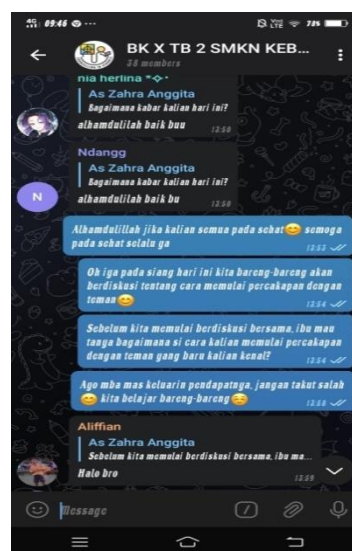 4G 09:46
78%
BK X TB 2 SMKN KEB...
38 members
nia herlina
As Zahra Anggita
Bagaimana kabar kalian hari ini?
alhamdulilah baik buu
12:50
Ndangg
As Zahra Anggita
Bagaimana kabar kalian hari ini?
N
alhamdulilah baik bu
12:50
Alhamdulillah jika kalian semua pada sehat😊 semoga
pada sehat selalu ya
12:53
Oh iya pada siang hari ini kita bareng-bareng akan
berdiskusi tentang cara memulai percakapan dengan
teman😊
12:54
Sebelum kita memulai berdiskusi bersama, ibu mau
tanya bagaimana si cara kalian memulai percakapan
dengan teman yang baru kalian kenal?
12:54
Ayo mba mas keluarin pendapatnya, jangan takut salah
😊 kita belajar bareng-bareng😊
12:58
Aliffian
As Zahra Anggita
Sebelum kita memulai berdiskusi bersama, ibu ma...
Halo bro
12:59
Message